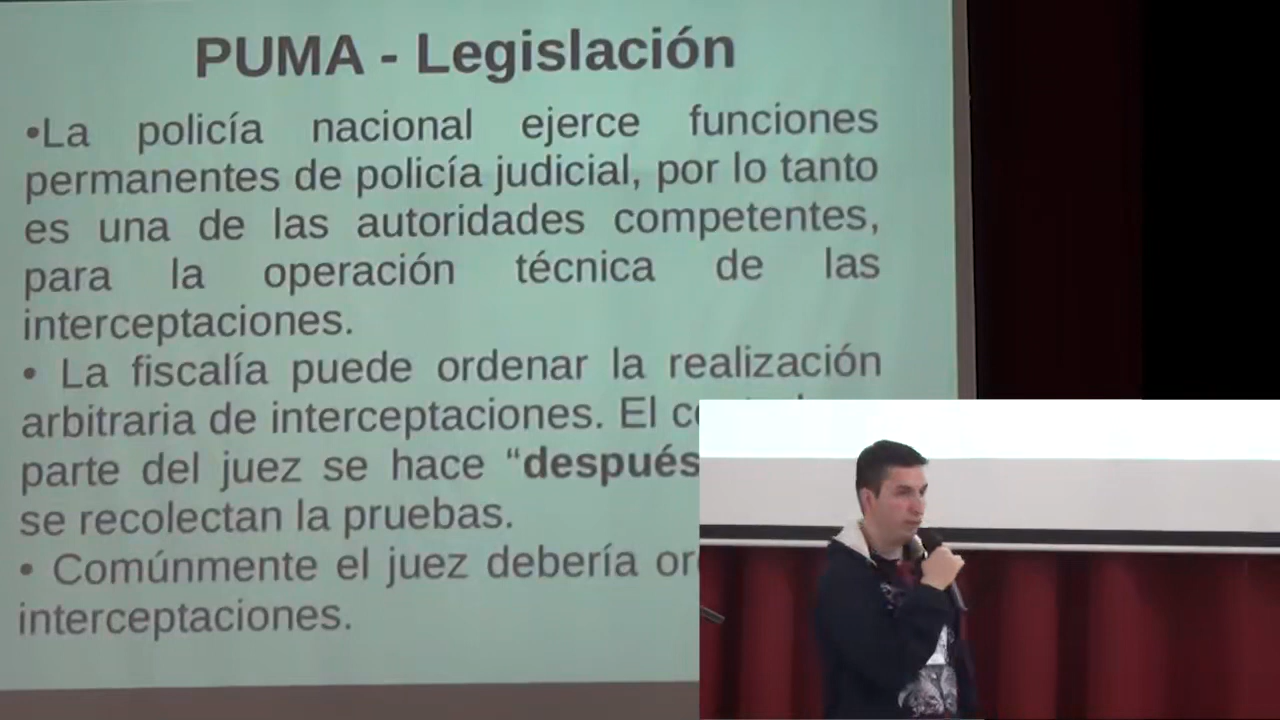 PUMA - Legislación
•La policía nacional ejerce funciones
permanentes de policía judicial, por lo tanto
es una de las autoridades competentes,
para la operación técnica de las
interceptaciones.
• La fiscalía puede ordenar la realización
arbitraria de interceptaciones. El
parte del juez se hace “después
se recolectan la pruebas.
• Comúnmente el juez debería
interceptaciones.